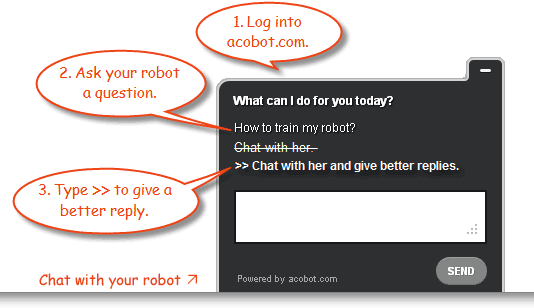 1. Log into
acobot.com.
2. Ask your robot
a question.
What can I do for you today?
How to train my robot?
Chat with her.
>> Chat with her and give better replies.
3. Type >> to give a
better reply.
SEND
Powered by acobot.com
Chat with your robot ↗